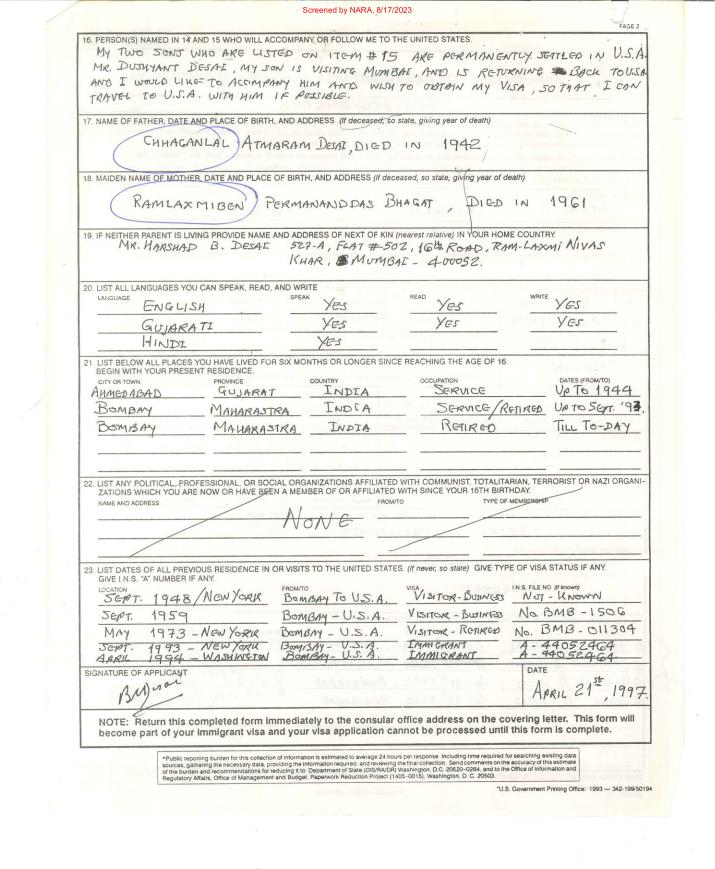 Screened by NARA, 8/17/2023
PAGE 2
16. PERSON(S) NAMED IN 14 AND 15 WHO WILL ACCOMPANY OR FOLLOW ME TO THE UNITED STATES.
MY TWO SONS WHO ARE LISTED ON ITEM # 15 ARE PERMANENTLY SETTLED IN U.S.A.
MR. DUSHYANT DESAI, MY SON IS VISITING MUMBAI, AND IS RETURNING BACK TO USA
AND I WOULD LIKE TO ACCOMPANY HIM AND WISH TO OBTAIN MY VISA, SO THAT I CAN
TRAVEL TO U.S.A. WITH HIM IF POSSIBLE.
17. NAME OF FATHER, DATE AND PLACE OF BIRTH, AND ADDRESS (If deceased, so state, giving year of death)
CHHAGANLAL ATMARAM DESAI, DIED IN 1942
18. MAIDEN NAME OF MOTHER, DATE AND PLACE OF BIRTH, AND ADDRESS (If deceased, so state, giving year of death)
RAMLAXMIBEN PERMANANDDAS BHAGAT, DIED IN 1961
19. IF NEITHER PARENT IS LIVING PROVIDE NAME AND ADDRESS OF NEXT OF KIN (nearest relative) IN YOUR HOME COUNTRY.
MR. HARSHAD B. DESAI 527-A, FLAT #502, 16th ROAD, RAM-LAXMI NIVAS
KHAR, MUMBAI - 400052.
20. LIST ALL LANGUAGES YOU CAN SPEAK, READ, AND WRITE
LANGUAGE SPEAK READ WRITE
ENGLISH YES YES YES
GUJARATI YES YES YES
HINDI YES
21. LIST BELOW ALL PLACES YOU HAVE LIVED FOR SIX MONTHS OR LONGER SINCE REACHING THE AGE OF 16.
BEGIN WITH YOUR PRESENT RESIDENCE.
CITY OR TOWN PROVINCE COUNTRY OCCUPATION DATES (FROM/TO)
AHMEDABAD GUJARAT INDIA SERVICE UP TO 1944
BOMBAY MAHARASTRA INDIA SERVICE/RETIRED UP TO SEPT. '93.
BOMBAY MAHARASTRA INDIA RETIRED TILL TO-DAY
22. LIST ANY POLITICAL, PROFESSIONAL, OR SOCIAL ORGANIZATIONS AFFILIATED WITH COMMUNIST, TOTALITARIAN, TERRORIST OR NAZI ORGANI-
ZATIONS WHICH YOU ARE NOW OR HAVE BEEN A MEMBER OF OR AFFILIATED WITH SINCE YOUR 16TH BIRTHDAY.
NAME AND ADDRESS FROM/TO TYPE OF MEMBERSHIP
NONE
23. LIST DATES OF ALL PREVIOUS RESIDENCE IN OR VISITS TO THE UNITED STATES. (If never, so state) GIVE TYPE OF VISA STATUS IF ANY.
GIVE I.N.S. "A" NUMBER IF ANY.
LOCATION FROM/TO VISA I.N.S. FILE NO (If known)
SEPT. 1948/NEW YORK BOMBAY TO U.S.A. VISITOR-BUSINESS NOT-KNOWN
SEPT. 1959 BOMBAY - U.S.A. VISITOR-BUSINESS No. BMB-1506
MAY 1973 - NEW YORK BOMBAY - U.S.A. VISITOR-RETIRED No. BMB-011304
SEPT. 1993 - NEW YORK BOMBAY - U.S.A. IMMIGRANT A-44052464
APRIL 1994 - WASHINGTON BOMBAY - U.S.A. IMMIGRANT A-44052464
SIGNATURE OF APPLICANT DATE
APRIL 21st, 1997.
NOTE: Return this completed form immediately to the consular office address on the covering letter. This form will
become part of your immigrant visa and your visa application cannot be processed until this form is complete.
*Public reporting burden for this collection of information is estimated to average 24 hours per response including time required for searching existing data
sources, gathering the necessary data, providing the information required, and reviewing the final collection. Send comments on the accuracy of this estimate
of the burden and recommendations for reducing it to: Department of State (OIS/RA/DR) Washington, D.C. 20520-0264, and to the Office of Information and
Regulatory Affairs, Office of Management and Budget, Paperwork Reduction Project (1405-0015), Washington, D. C. 20503.
*U.S. Government Printing Office: 1993 — 342-199/50194